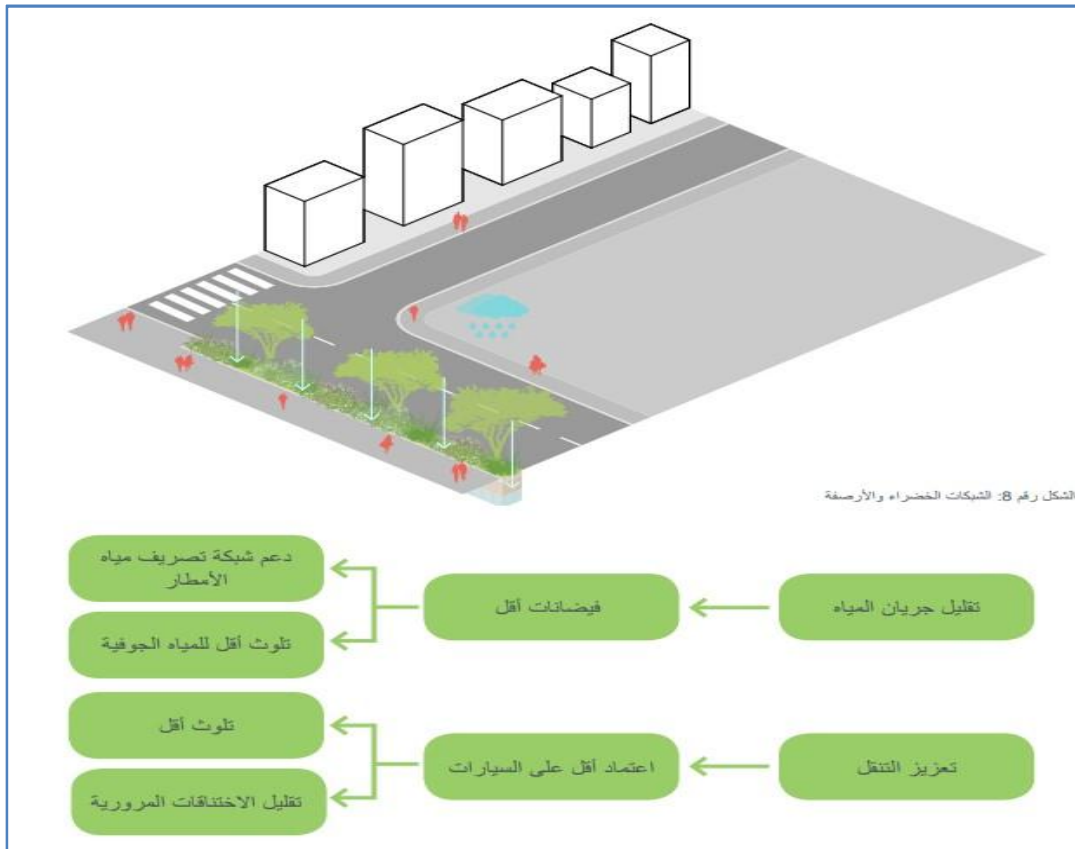 الشكل رقم 8: الشبكات الخضراء والأرصفة
تقليل جريان المياه
فيضانات أقل
دعم شبكة تصريف مياه
الأمطار
تلوث أقل للمياه الجوفية
تعزيز التنقل
اعتماد أقل على السيارات
تلوث أقل
تقليل الاختناقات المرورية